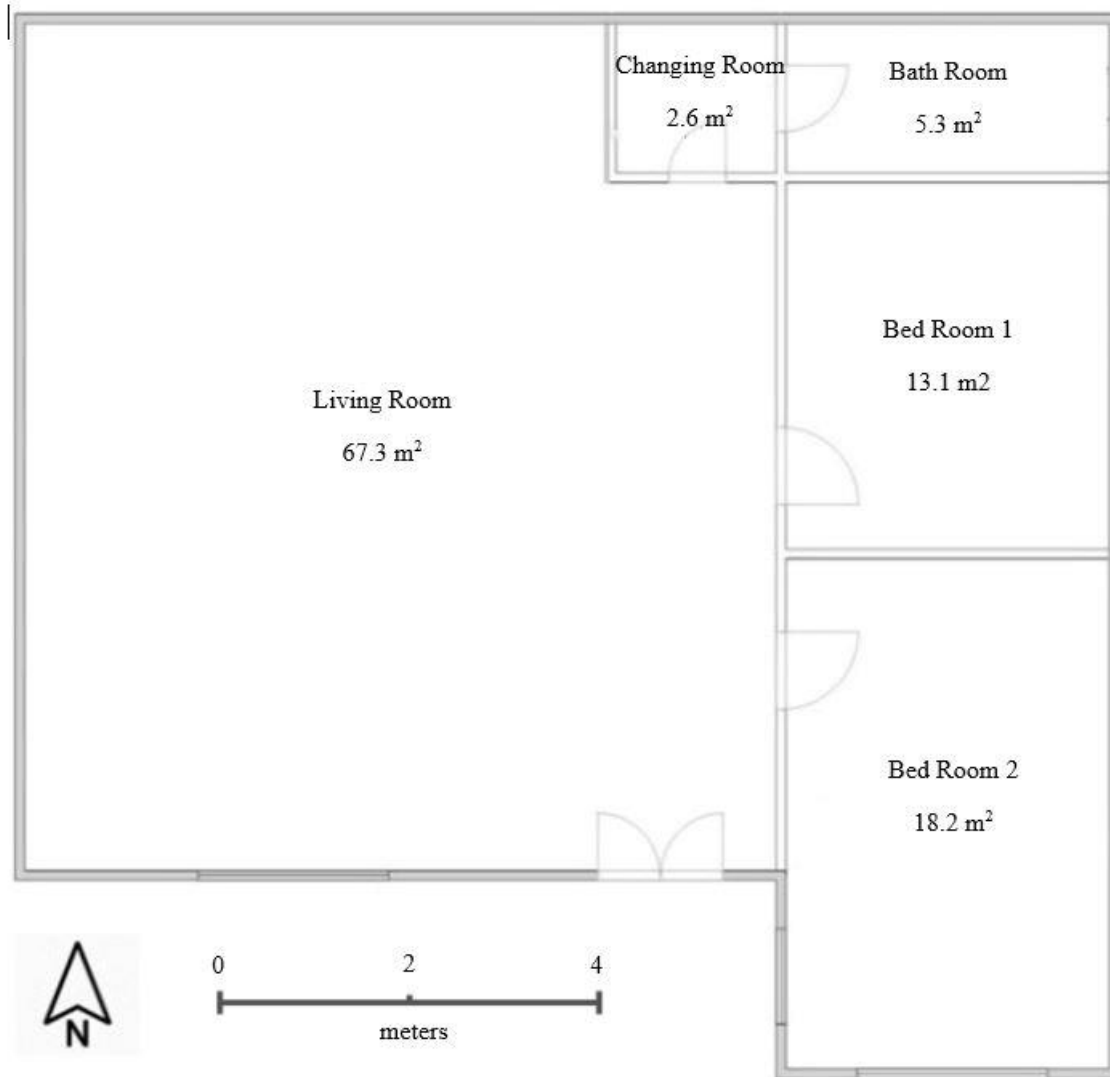 Changing Room
2.6 m²
Bath Room
5.3 m²
Bed Room 1
13.1 m2
Living Room
67.3 m²
Bed Room 2
18.2 m²
N
0 2 4
meters